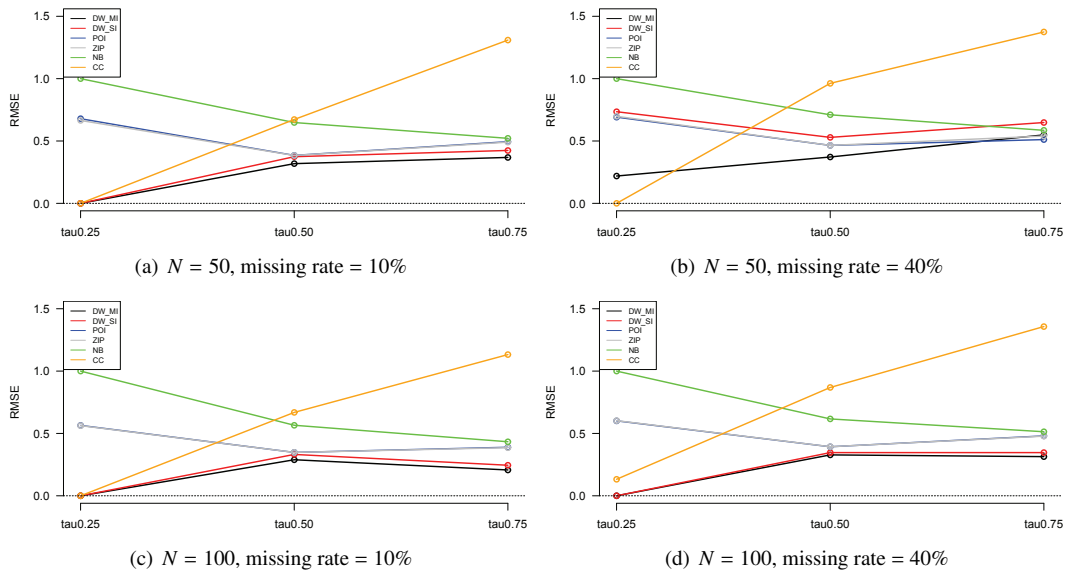 DW_MI
DW_SI
POI
ZIP
NB
CC
RMSE
1.5
1.0
0.5
0.0
tau0.25 tau0.50 tau0.75
(a) N = 50, missing rate = 10%
DW_MI
DW_SI
POI
ZIP
NB
CC
RMSE
1.5
1.0
0.5
0.0
tau0.25 tau0.50 tau0.75
(b) N = 50, missing rate = 40%
DW_MI
DW_SI
POI
ZIP
NB
CC
RMSE
1.5
1.0
0.5
0.0
tau0.25 tau0.50 tau0.75
(c) N = 100, missing rate = 10%
DW_MI
DW_SI
POI
ZIP
NB
CC
RMSE
1.5
1.0
0.5
0.0
tau0.25 tau0.50 tau0.75
(d) N = 100, missing rate = 40%